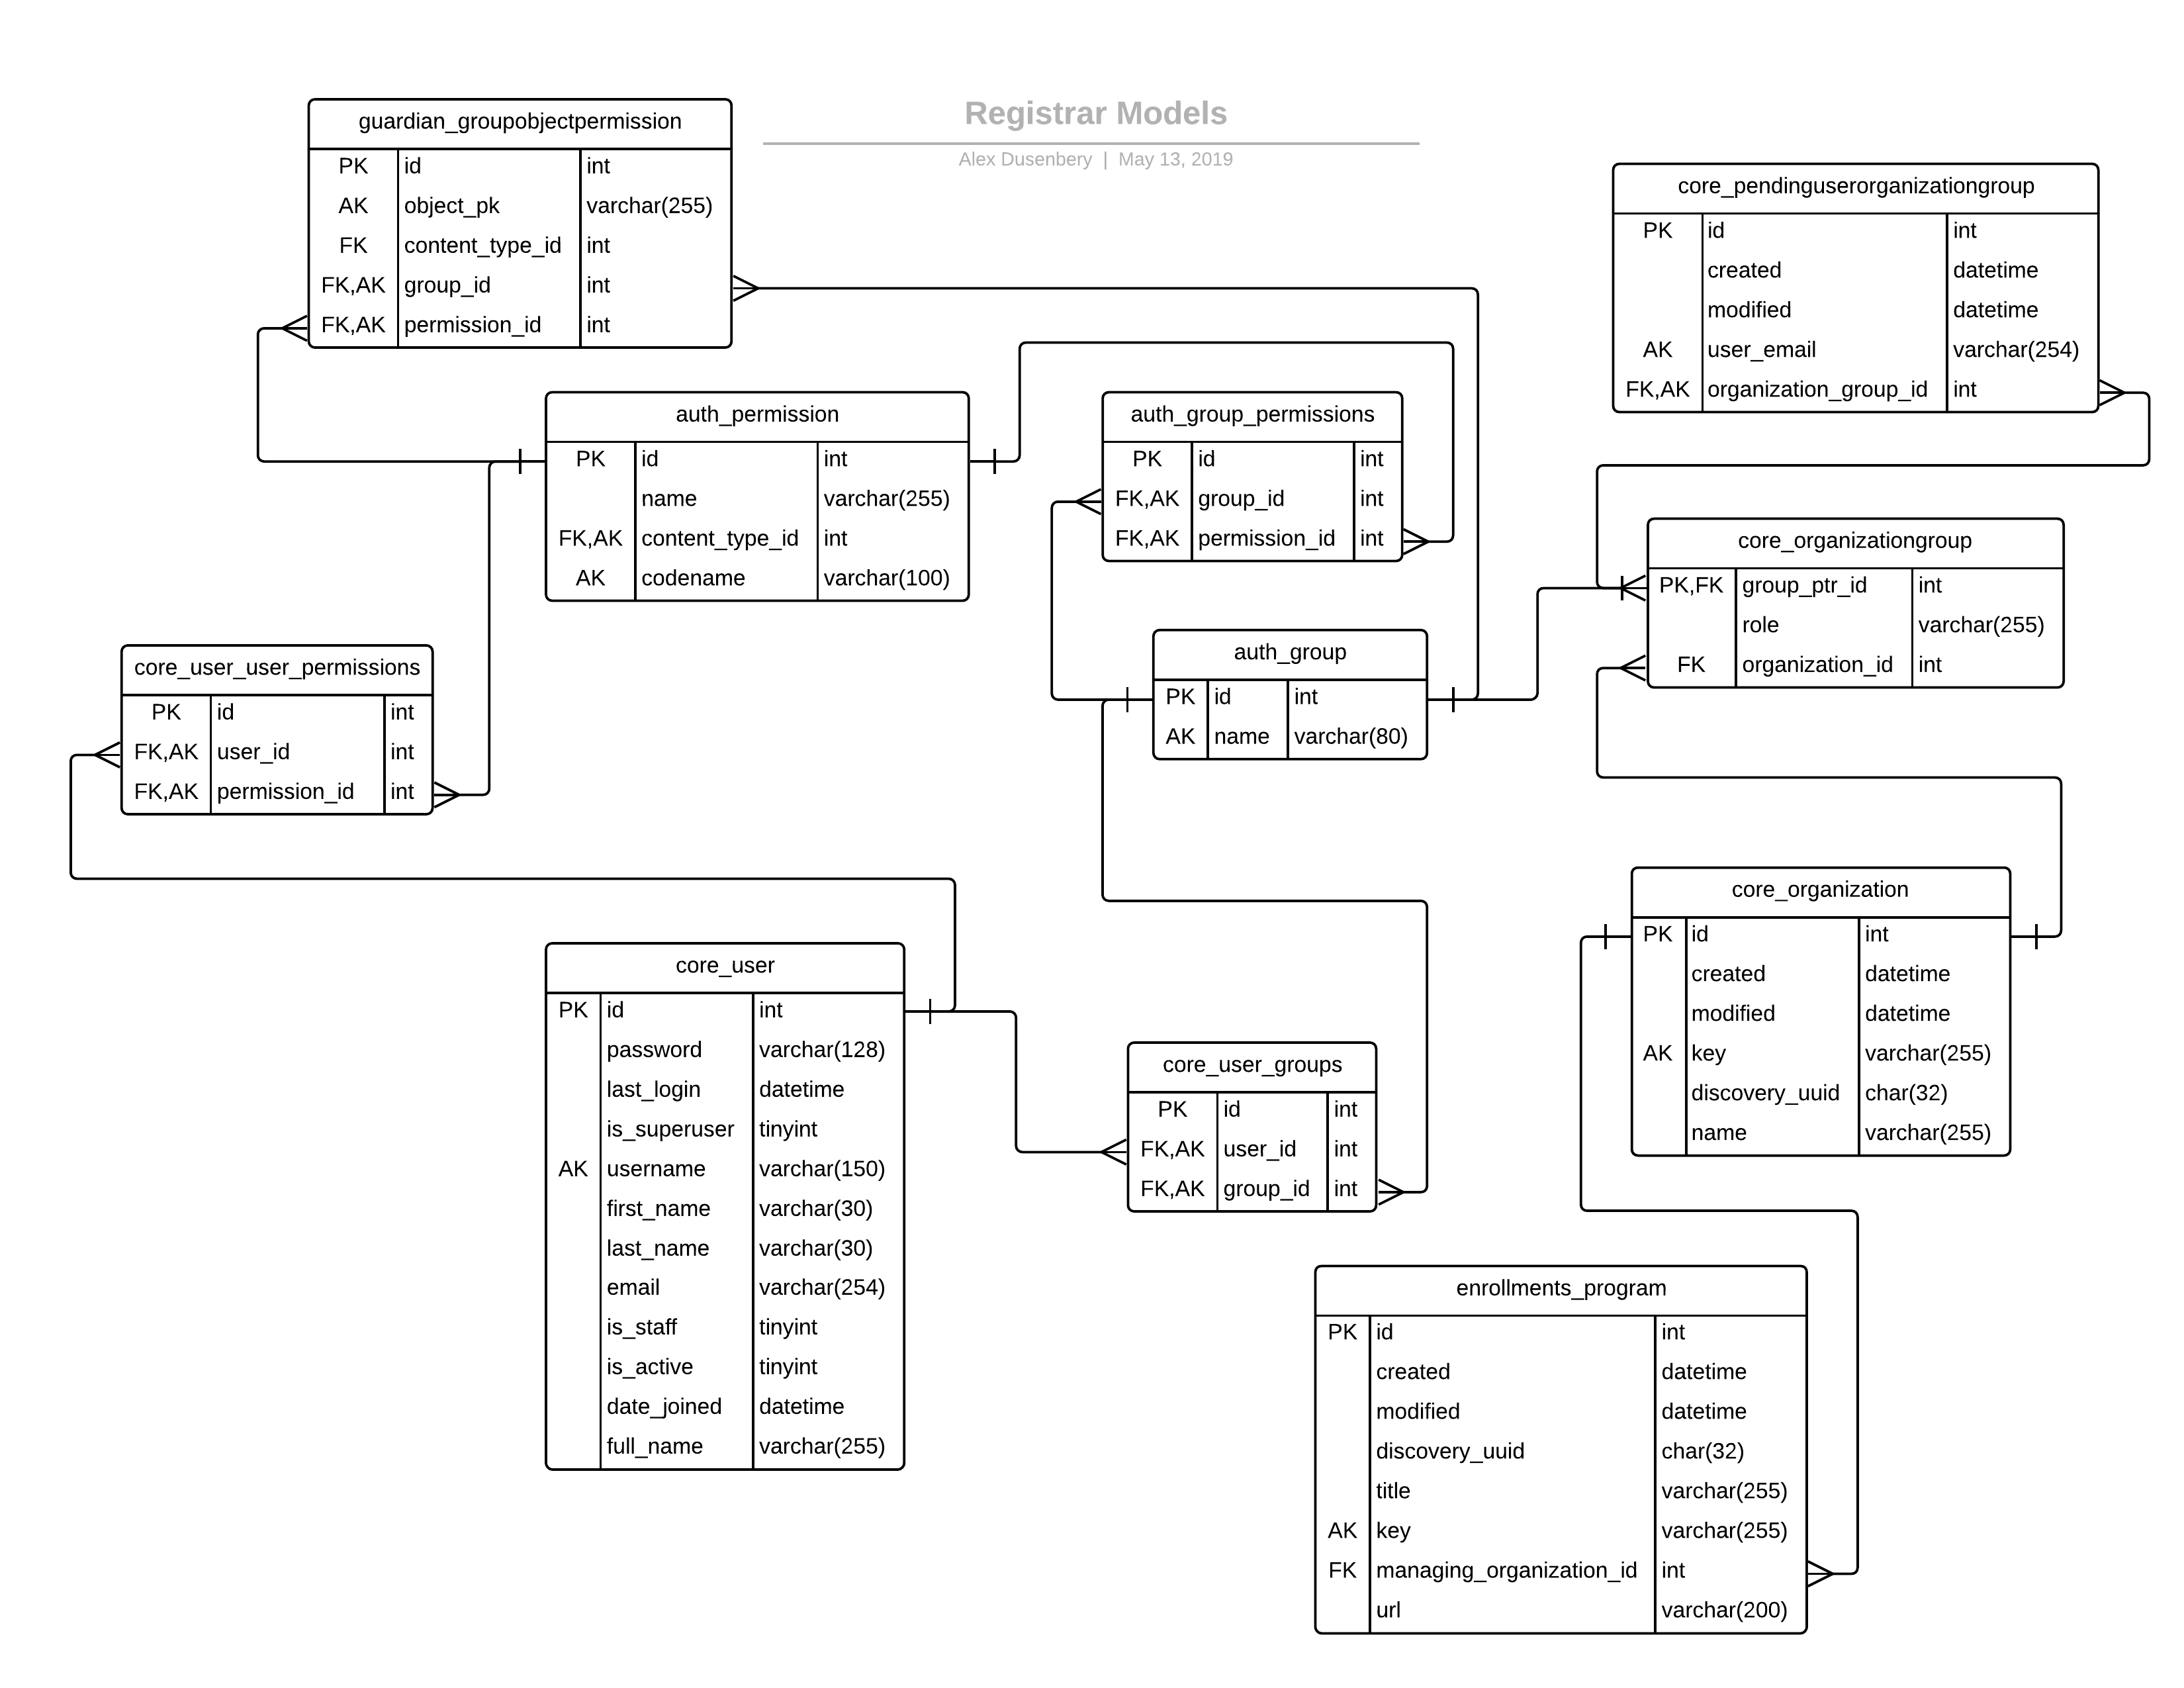 Registrar Models
Alex Dusenbery | May 13, 2019
guardian_groupobjectpermission
PK id int
AK object_pk varchar(255)
FK content_type_id int
FK,AK group_id int
FK,AK permission_id int
core_pendinguserorganizationgroup
PK id int
created datetime
modified datetime
AK user_email varchar(254)
FK,AK organization_group_id int
auth_permission
PK id int
name varchar(255)
FK,AK content_type_id int
AK codename varchar(100)
auth_group_permissions
PK id int
FK,AK group_id int
FK,AK permission_id int
core_organizationgroup
PK,FK group_ptr_id int
role varchar(255)
FK organization_id int
core_user_user_permissions
PK id int
FK,AK user_id int
FK,AK permission_id int
auth_group
PK id int
AK name varchar(80)
core_organization
PK id int
created datetime
modified datetime
AK key varchar(255)
discovery_uuid char(32)
name varchar(255)
core_user
PK id int
password varchar(128)
last_login datetime
is_superuser tinyint
AK username varchar(150)
first_name varchar(30)
last_name varchar(30)
email varchar(254)
is_staff tinyint
is_active tinyint
date_joined datetime
full_name varchar(255)
core_user_groups
PK id int
FK,AK user_id int
FK,AK group_id int
enrollments_program
PK id int
created datetime
modified datetime
discovery_uuid char(32)
title varchar(255)
AK key varchar(255)
FK managing_organization_id int
url varchar(200)